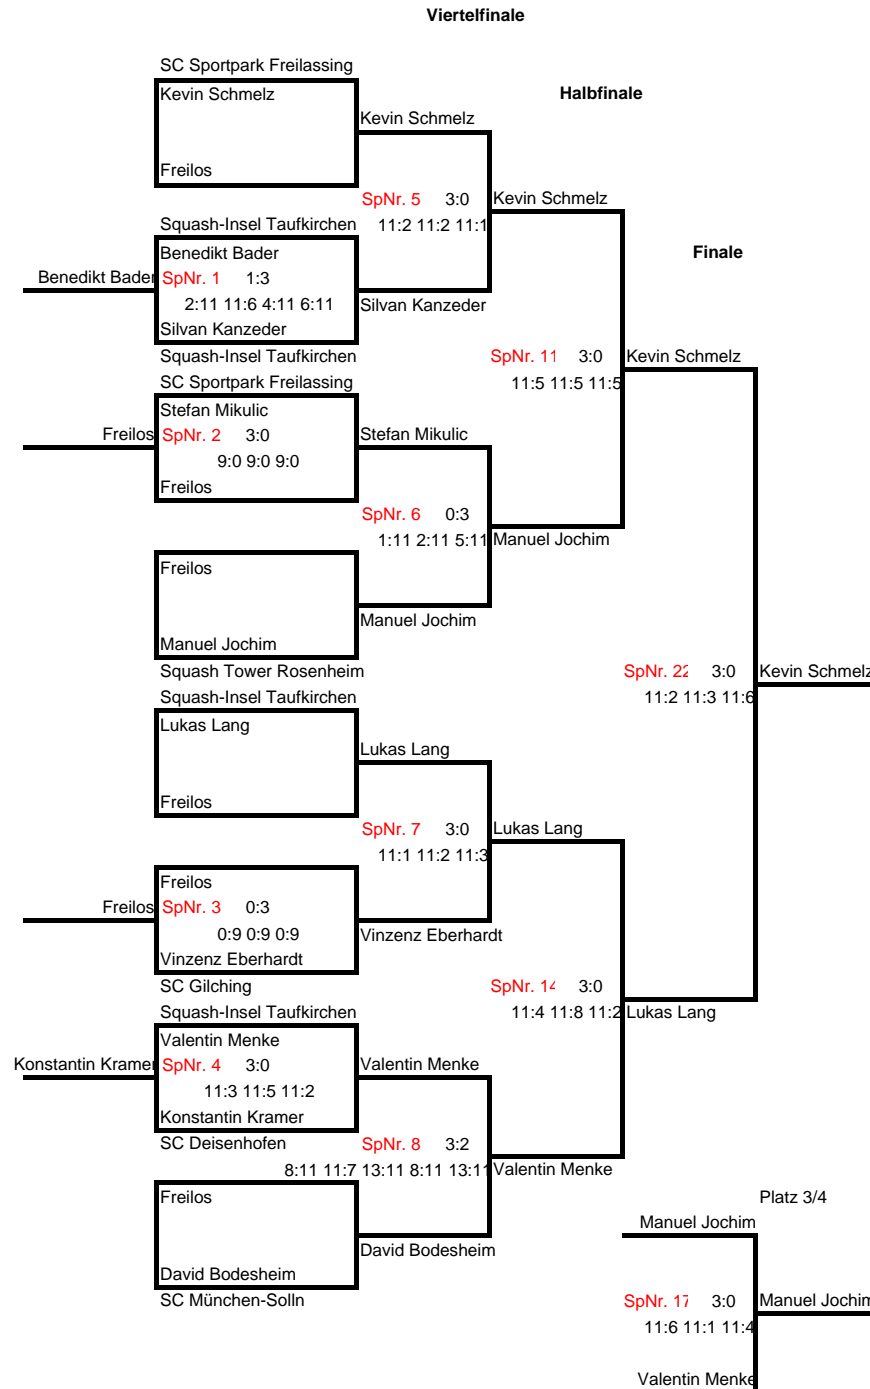 Viertelfinale
SC Sportpark Freilassing
Kevin Schmelz
Halbfinale
Kevin Schmelz
Freilos
SpNr. 5 3:0 Kevin Schmelz
Squash-Insel Taufkirchen 11:2 11:2 11:1
Benedikt Bader
Finale
Benedikt Bader SpNr. 1 1:3
2:11 11:6 4:11 6:11 Silvan Kanzeder
Silvan Kanzeder
Squash-Insel Taufkirchen
SpNr. 11 3:0 Kevin Schmelz
SC Sportpark Freilassing
11:5 11:5 11:5
Stefan Mikulic
Freilos SpNr. 2 3:0 Stefan Mikulic
9:0 9:0 9:0
Freilos
SpNr. 6 0:3
1:11 2:11 5:11 Manuel Jochim
Freilos
Manuel Jochim
Manuel Jochim
Squash Tower Rosenheim
SpNr. 22 3:0 Kevin Schmelz
Squash-Insel Taufkirchen
11:2 11:3 11:6
Lukas Lang
Lukas Lang
Freilos
SpNr. 7 3:0 Lukas Lang
11:1 11:2 11:3
Freilos
Freilos SpNr. 3 0:3
0:9 0:9 0:9 Vinzenz Eberhardt
Vinzenz Eberhardt
SC Gilching
SpNr. 14 3:0
Squash-Insel Taufkirchen
11:4 11:8 11:2 Lukas Lang
Valentin Menke
Konstantin Kramer SpNr. 4 3:0 Valentin Menke
11:3 11:5 11:2
Konstantin Kramer
SC Deisenhofen
SpNr. 8 3:2
8:11 11:7 13:11 8:11 13:11 Valentin Menke
Freilos
Platz 3/4
Manuel Jochim
David Bodesheim
David Bodesheim
SC München-Solln
SpNr. 17 3:0 Manuel Jochim
11:6 11:1 11:4
Valentin Menke